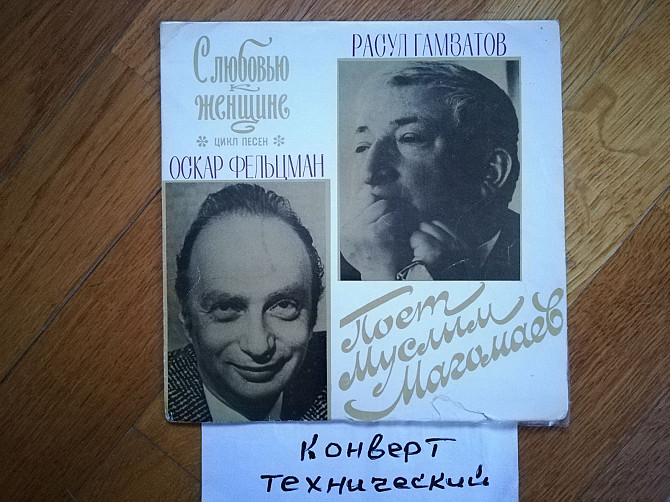 С любовью
к
женщине
* цикл песен *
ОСКАР ФЕЛЬЦМАН
РАСУЛ ГАМЗАТОВ
Поет
Муслим
Магомаев
Конверт
технический